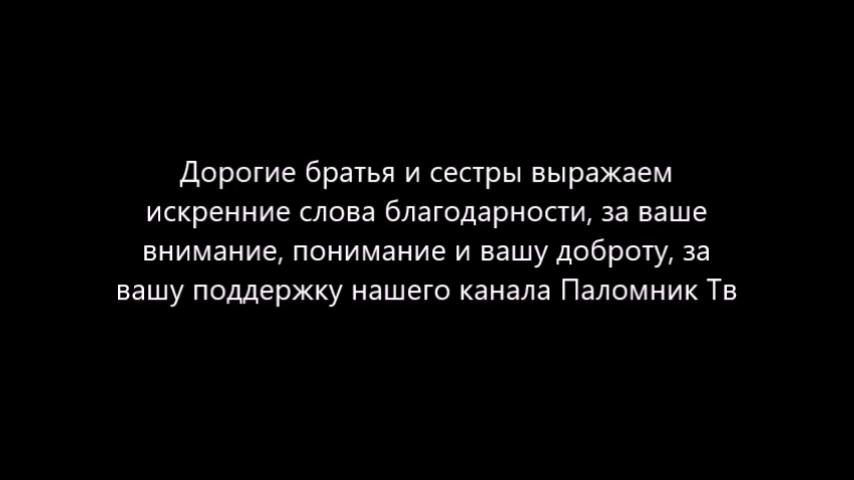 Дорогие братья и сестры выражаем
искренние слова благодарности, за ваше
внимание, понимание и вашу доброту, за
вашу поддержку нашего канала Паломник Тв